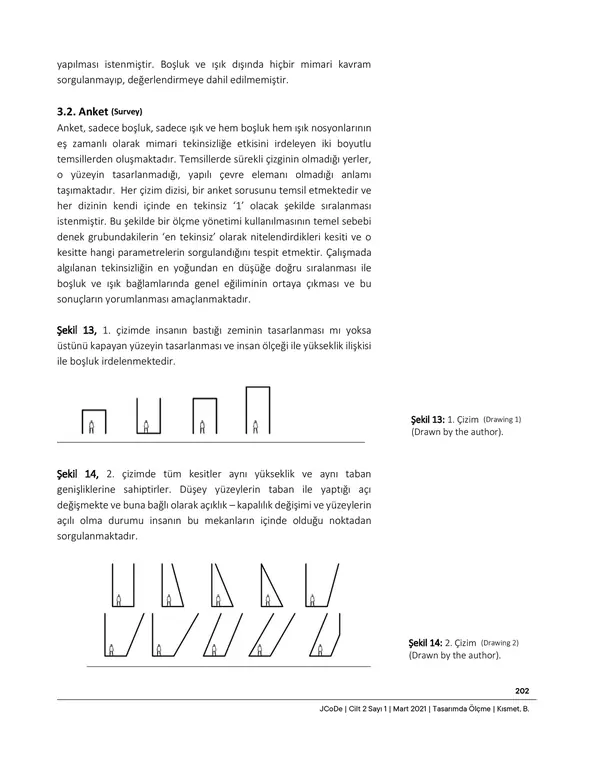 yapılması istenmiştir. Boşluk ve ışık dışında hiçbir mimari kavram
sorgulanmayıp, değerlendirmeye dahil edilmemiştir.
3.2. Anket (Survey)
Anket, sadece boşluk, sadece ışık ve hem boşluk hem ışık nosyonlarının
eş zamanlı olarak mimari tekinsizliğe etkisini irdeleyen iki boyutlu
temsillerden oluşmaktadır. Temsillerde sürekli çizginin olmadığı yerler,
o yüzeyin tasarlanmadığı, yapılı çevre elemanı olmadığı anlamı
taşımaktadır. Her çizim dizisi, bir anket sorusunu temsil etmektedir ve
her dizinin kendi içinde en tekinsiz ‘1’ olacak şekilde sıralanması
istenmiştir. Bu şekilde bir ölçme yönetimi kullanılmasının temel sebebi
denek grubundakilerin ‘en tekinsiz’ olarak nitelendirdikleri kesiti ve o
kesitte hangi parametrelerin sorgulandığını tespit etmektir. Çalışmada
algılanan tekinsizliğin en yoğundan en düşüğe doğru sıralanması ile
boşluk ve ışık bağlamlarında genel eğiliminin ortaya çıkması ve bu
sonuçların yorumlanması amaçlanmaktadır.
Şekil 13, 1. çizimde insanın bastığı zeminin tasarlanması mı yoksa
üstünü kapayan yüzeyin tasarlanması ve insan ölçeği ile yükseklik ilişkisi
ile boşluk irdelenmektedir.
Şekil 13: 1. Çizim (Drawing 1)
(Drawn by the author).
Şekil 14, 2. çizimde tüm kesitler aynı yükseklik ve aynı taban
genişliklerine sahiptirler. Düşey yüzeylerin taban ile yaptığı açı
değişmekte ve buna bağlı olarak açıklık – kapalılık değişimi ve yüzeylerin
açılı olma durumu insanın bu mekanların içinde olduğu noktadan
sorgulanmaktadır.
Şekil 14: 2. Çizim (Drawing 2)
(Drawn by the author).
202
JCoDe | Cilt 2 Sayı 1 | Mart 2021 | Tasarımda Ölçme | Kısmet, B.